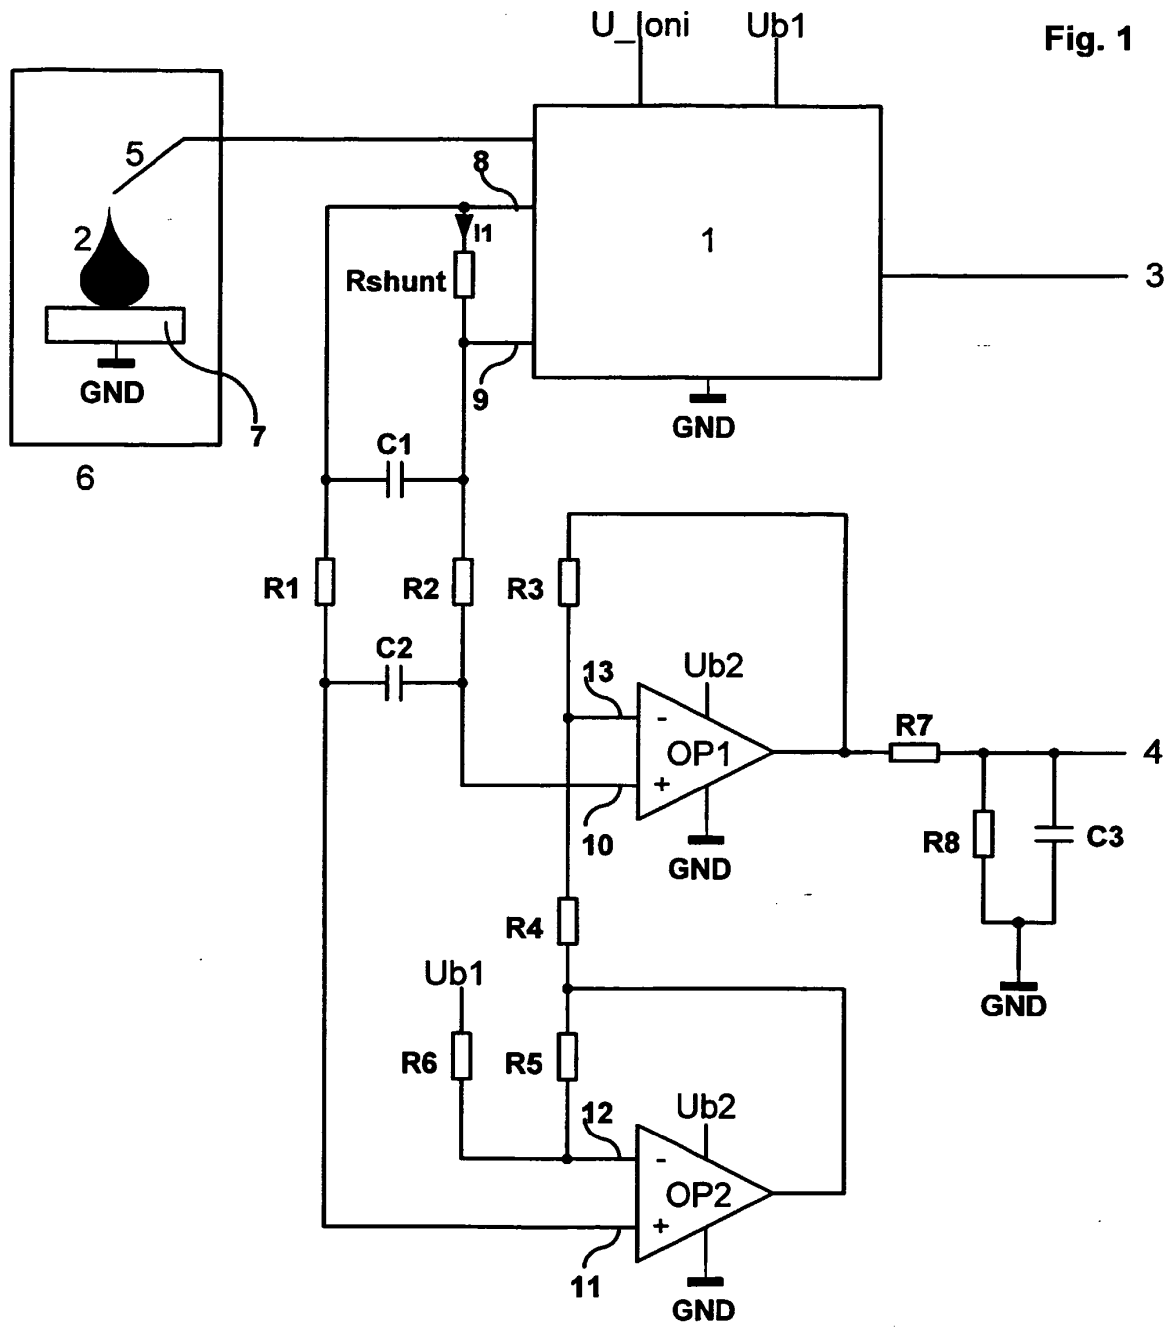 U_Ioni Ub1
Fig. 1
5
8
2
I1
1
Rshunt
3
GND
9
7
GND
C1
6
R1
R2
R3
C2
13
Ub2
-
OP1
+
R7
4
10
GND
R8
C3
R4
Ub1
GND
R6
R5
12
Ub2
-
OP2
+
11
GND